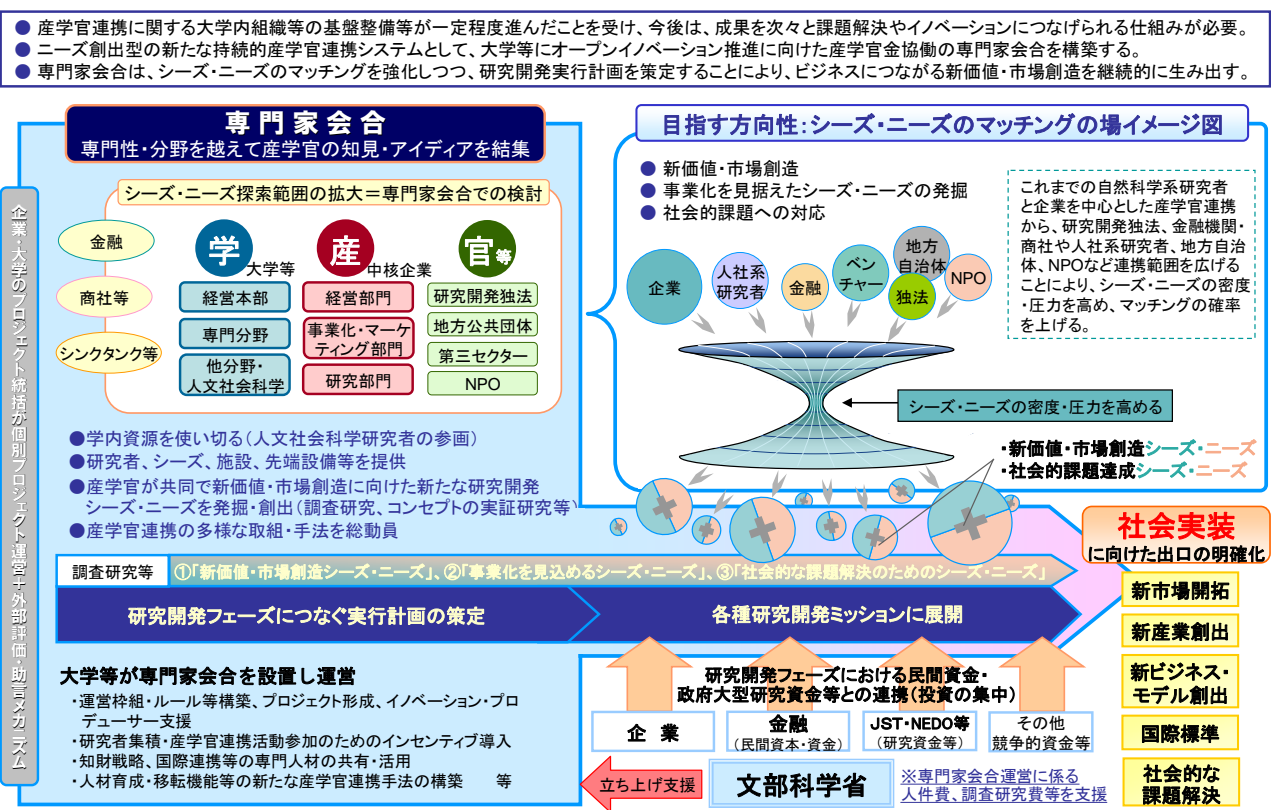 ● 産学官連携に関する大学内組織等の基盤整備等が一定程度進んだことを受け、今後は、成果を次々と課題解決やイノベーションにつなげられる仕組みが必要。
● ニーズ創出型の新たな持続的産学官連携システムとして、大学等にオープンイノベーション推進に向けた産学官金協働の専門家会合を構築する。
● 専門家会合は、シーズ・ニーズのマッチングを強化しつつ、研究開発実行計画を策定することにより、ビジネスにつながる新価値・市場創造を継続的に生み出す。
企業・大学のプロジェクト統括が個別プロジェクト運営＋外部評価・助言メカニズム
専門家会合
専門性・分野を越えて産学官の知見・アイディアを結集
シーズ・ニーズ探索範囲の拡大＝専門家会合での検討
金融
商社等
シンクタンク等
学
大学等
経営本部
専門分野
他分野・
人文社会科学
産
中核企業
経営部門
事業化・マーケ
ティング部門
研究部門
官等
研究開発独法
地方公共団体
第三セクター
NPO
●学内資源を使い切る（人文社会科学研究者の参画）
●研究者、シーズ、施設、先端設備等を提供
●産学官が共同で新価値・市場創造に向けた新たな研究開発
シーズ・ニーズを発掘・創出（調査研究、コンセプトの実証研究等）
●産学官連携の多様な取組・手法を総動員
目指す方向性：シーズ・ニーズのマッチングの場イメージ図
● 新価値・市場創造
● 事業化を見据えたシーズ・ニーズの発掘
● 社会的課題への対応
これまでの自然科学系研究者
と企業を中心とした産学官連携
から、研究開発独法、金融機関・
商社や人社系研究者、地方自治
体、NPOなど連携範囲を広げる
ことにより、シーズ・ニーズの密度
・圧力を高め、マッチングの確率
を上げる。
企業
人社系
研究者
金融
ベン
チャー
地方
自治体
独法
NPO
シーズ・ニーズの密度・圧力を高める
・新価値・市場創造シーズ・ニーズ
・社会的課題達成シーズ・ニーズ
調査研究等
①「新価値・市場創造シーズ・ニーズ」、②「事業化を見込めるシーズ・ニーズ」、③「社会的な課題解決のためのシーズ・ニーズ」
研究開発フェーズにつなぐ実行計画の策定
各種研究開発ミッションに展開
社会実装
に向けた出口の明確化
新市場開拓
新産業創出
新ビジネス・
モデル創出
国際標準
社会的な
課題解決
大学等が専門家会合を設置し運営
・運営枠組・ルール等構築、プロジェクト形成、イノベーション・プロ
デューサー支援
・研究者集積・産学官連携活動参加のためのインセンティブ導入
・知財戦略、国際連携等の専門人材の共有・活用
・人材育成・移転機能等の新たな産学官連携手法の構築　等
研究開発フェーズにおける民間資金・
政府大型研究資金等との連携（投資の集中）
企 業
金融
（民間資本・資金）
JST・NEDO等
（研究資金等）
その他
競争的資金等
立ち上げ支援
文部科学省
※専門家会合運営に係る
人件費、調査研究費等を支援